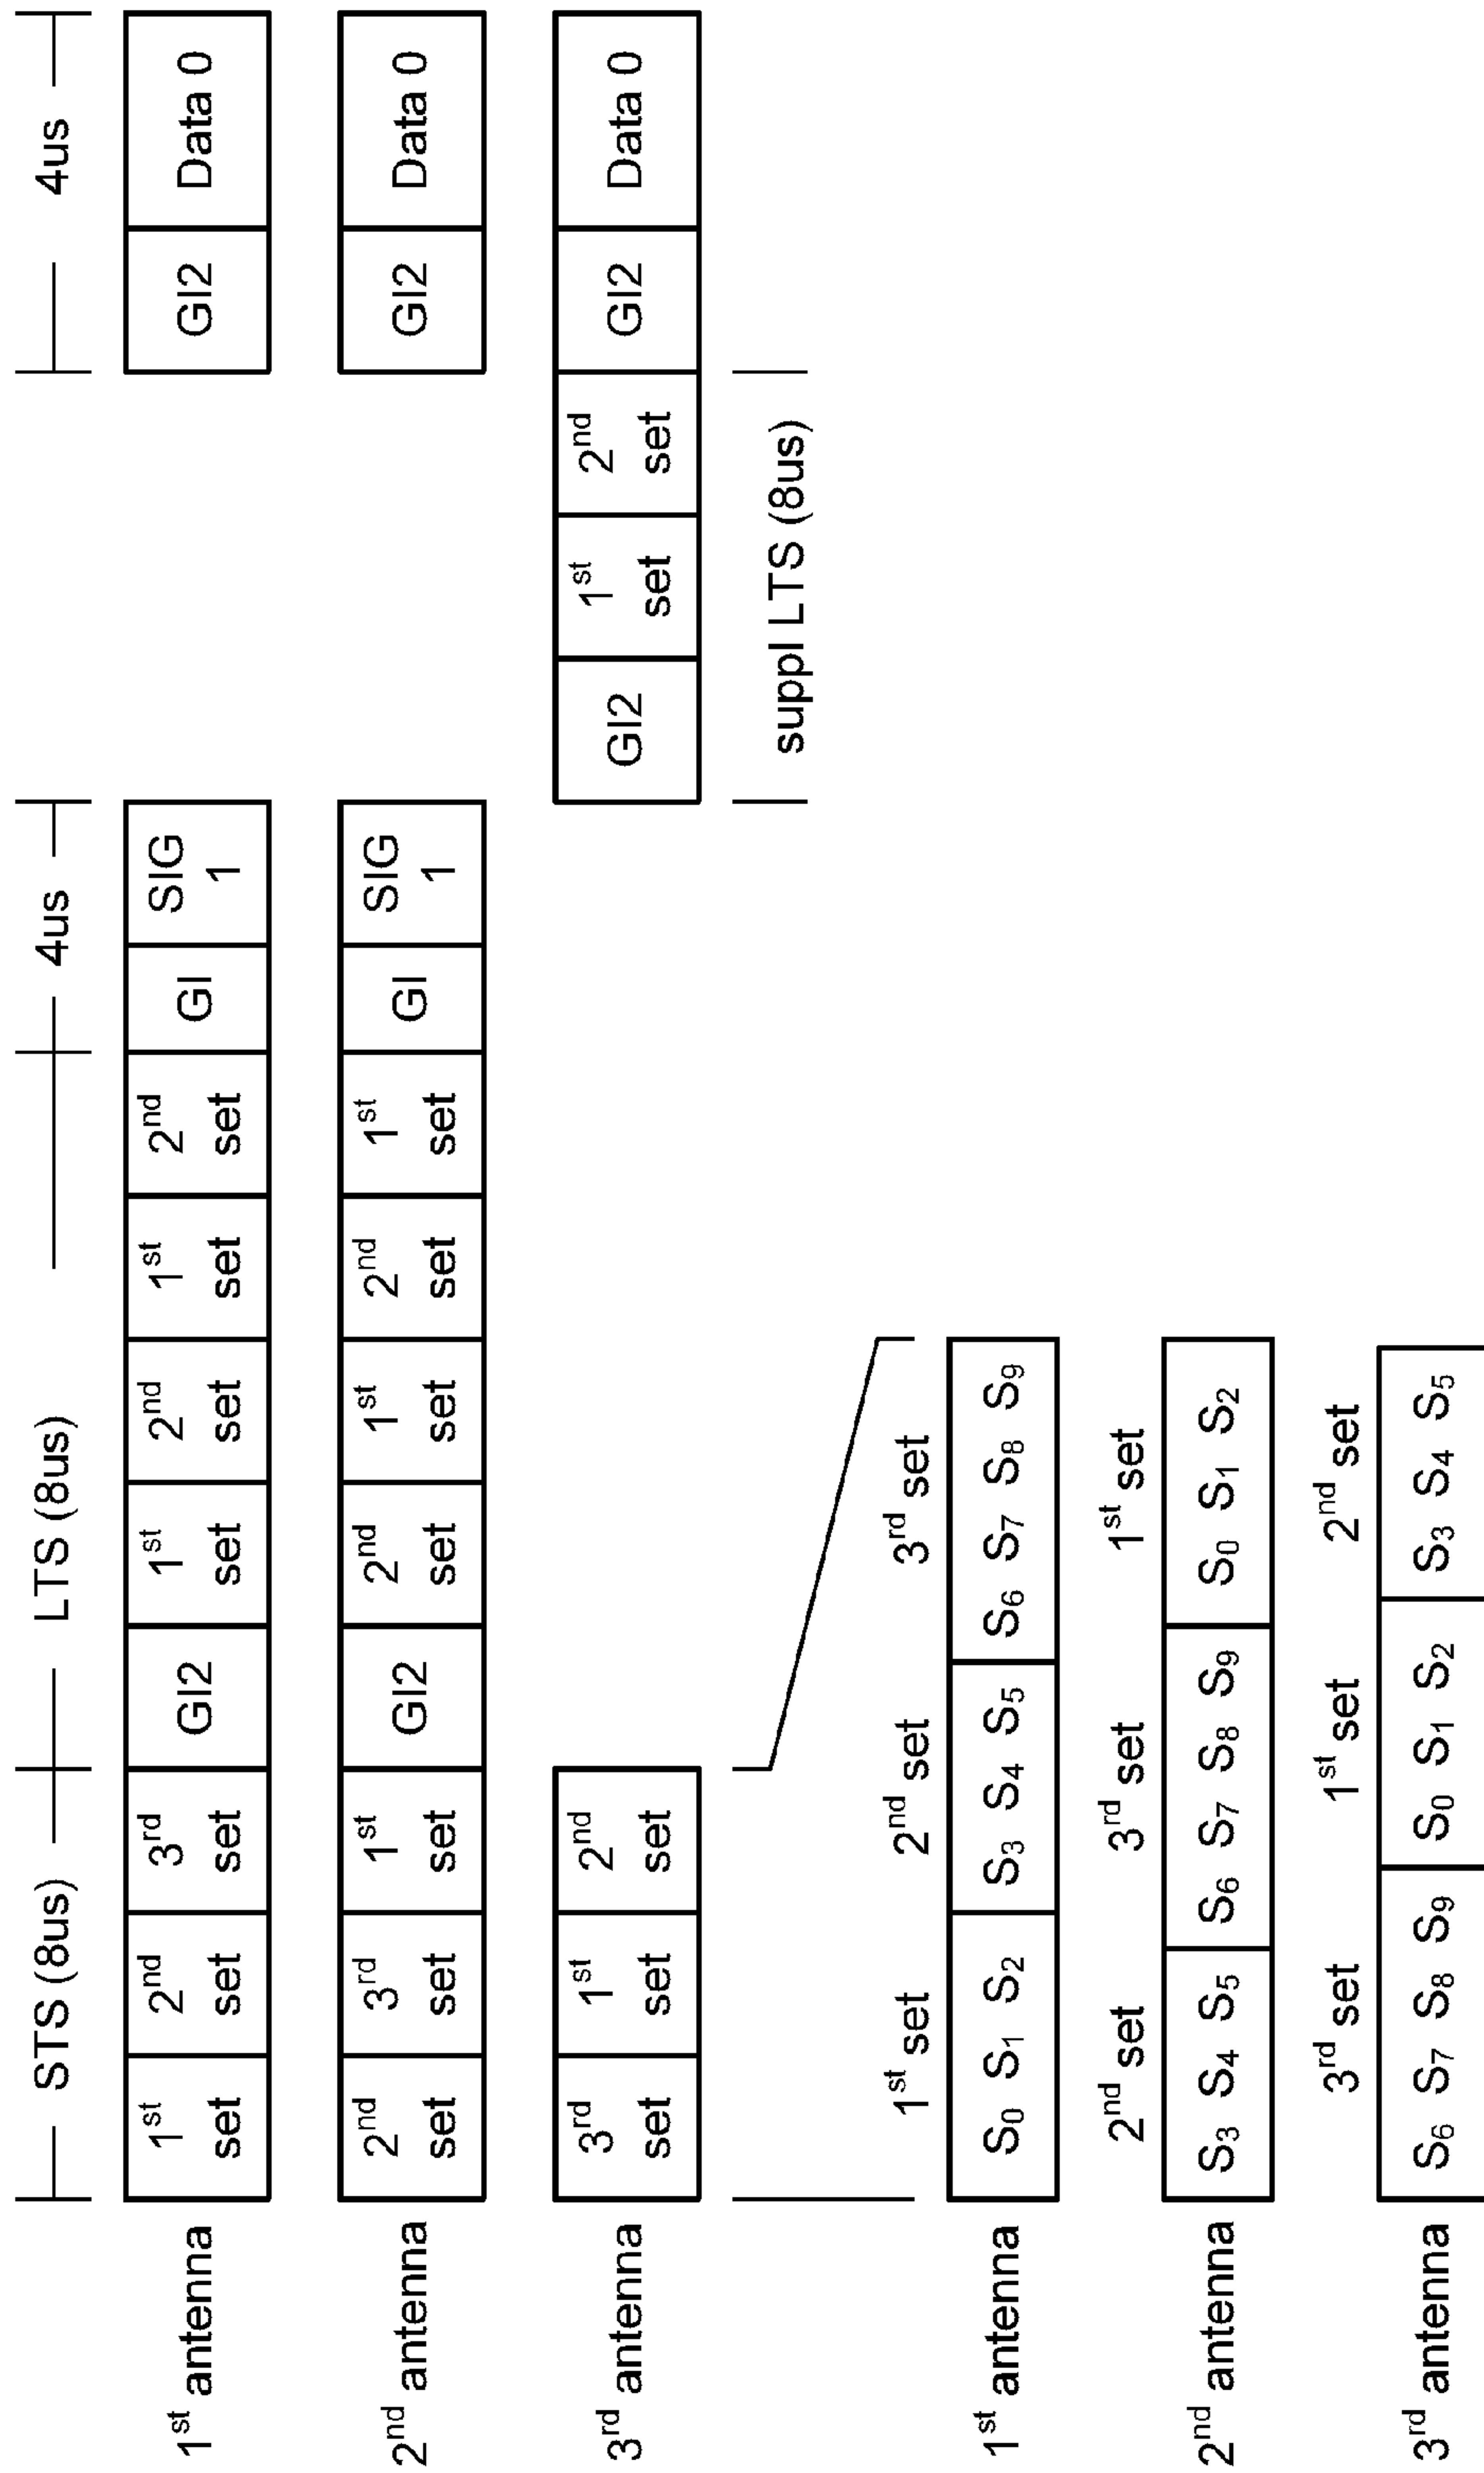 STS (8us) LTS (8us) 4us 4us
1st antenna 1st set 2nd set 3rd set GI2 1st set 2nd set 1st set 2nd set GI SIG 1 GI2 Data 0
2nd antenna 2nd set 3rd set 1st set GI2 2nd set 1st set 2nd set 1st set GI SIG 1 GI2 Data 0
3rd antenna 3rd set 1st set 2nd set GI2 1st set 2nd set GI2 Data 0
suppl LTS (8us)
1st set 2nd set 3rd set
1st antenna S0 S1 S2 S3 S4 S5 S6 S7 S8 S9
2nd set 3rd set 1st set
2nd antenna S3 S4 S5 S6 S7 S8 S9 S0 S1 S2
3rd set 1st set 2nd set
3rd antenna S6 S7 S8 S9 S0 S1 S2 S3 S4 S5